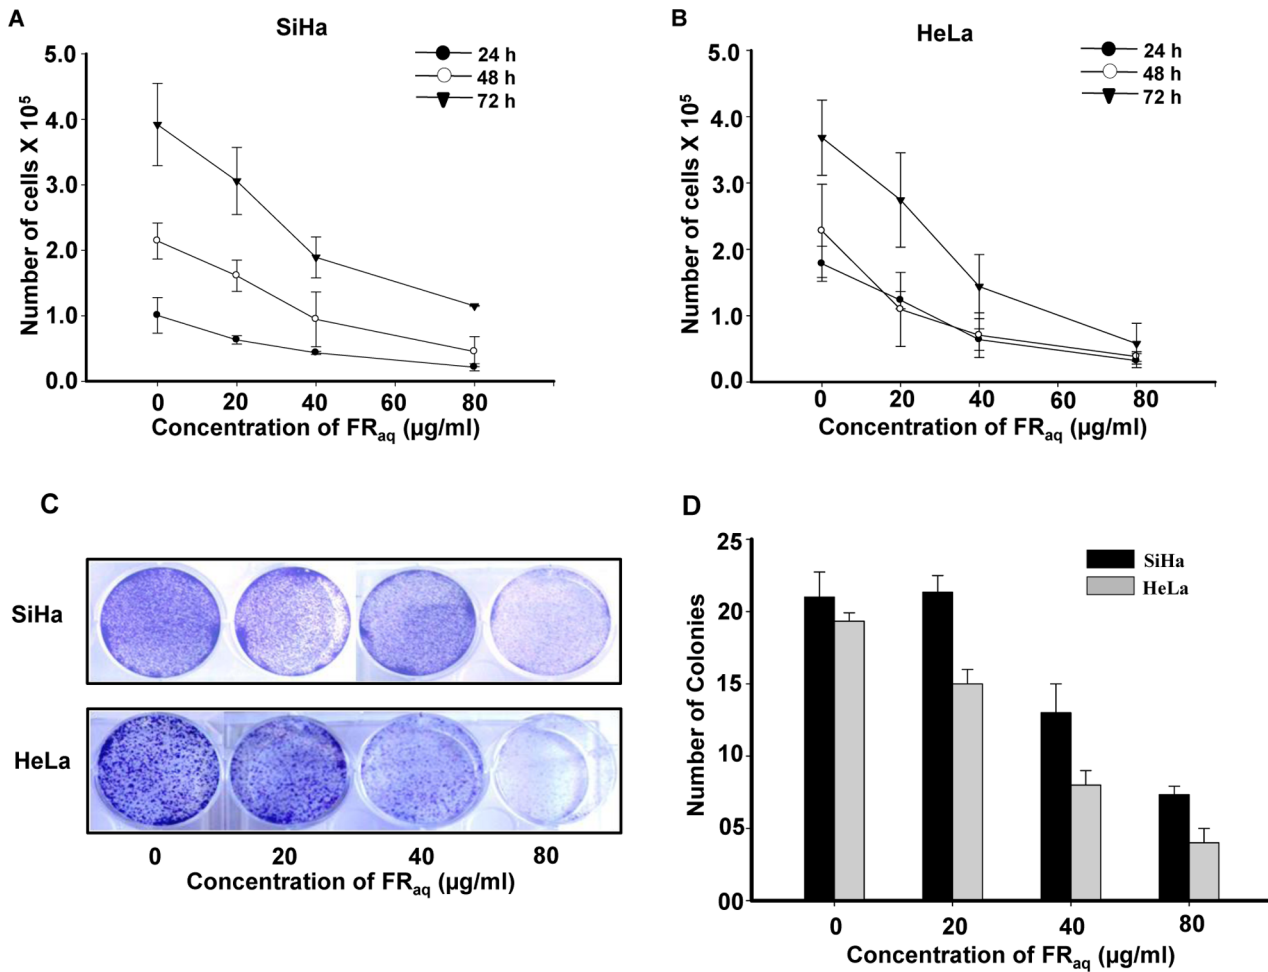 A
SiHa
5.0
4.0
3.0
2.0
1.0
0.0
Number of cells X 10⁵
24 h
48 h
72 h
0 20 40 60 80
Concentration of FRaq (µg/ml)
B
HeLa
5.0
4.0
3.0
2.0
1.0
0.0
Number of cells X 10⁵
24 h
48 h
72 h
0 20 40 60 80
Concentration of FRaq (µg/ml)
C
SiHa
HeLa
0 20 40 80
Concentration of FRaq (µg/ml)
D
25
20
15
10
05
00
Number of Colonies
SiHa
HeLa
0 20 40 80
Concentration of FRaq (µg/ml)